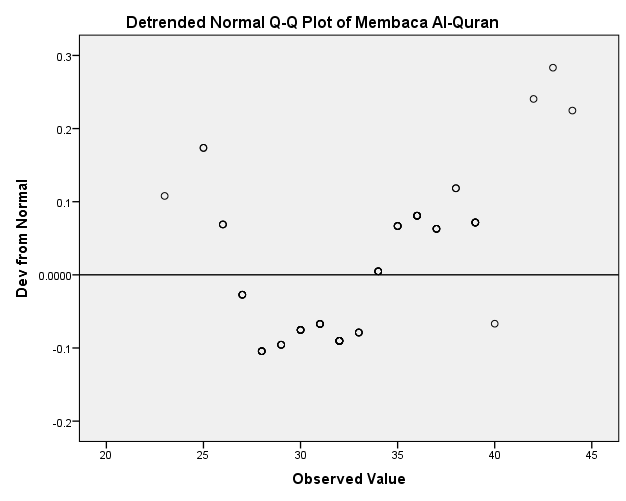 Detrended Normal Q-Q Plot of Membaca Al-Quran
Dev from Normal
0.3
0.2
0.1
0.0000
-0.1
-0.2
20 25 30 35 40 45
Observed Value